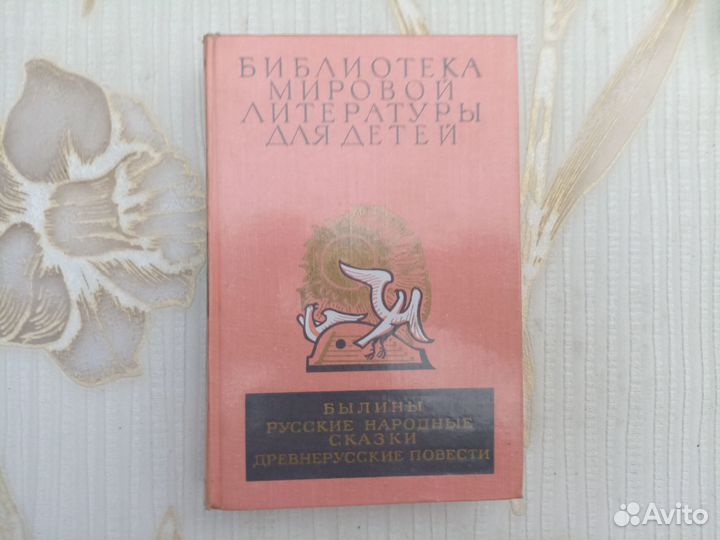 БИБЛИОТЕКА
МИРОВОЙ
ЛИТЕРАТУРЫ
ДЛЯ ДЕТЕЙ
БЫЛИНЫ
РУССКИЕ НАРОДНЫЕ
СКАЗКИ
ДРЕВНЕРУССКИЕ ПОВЕСТИ
Avito